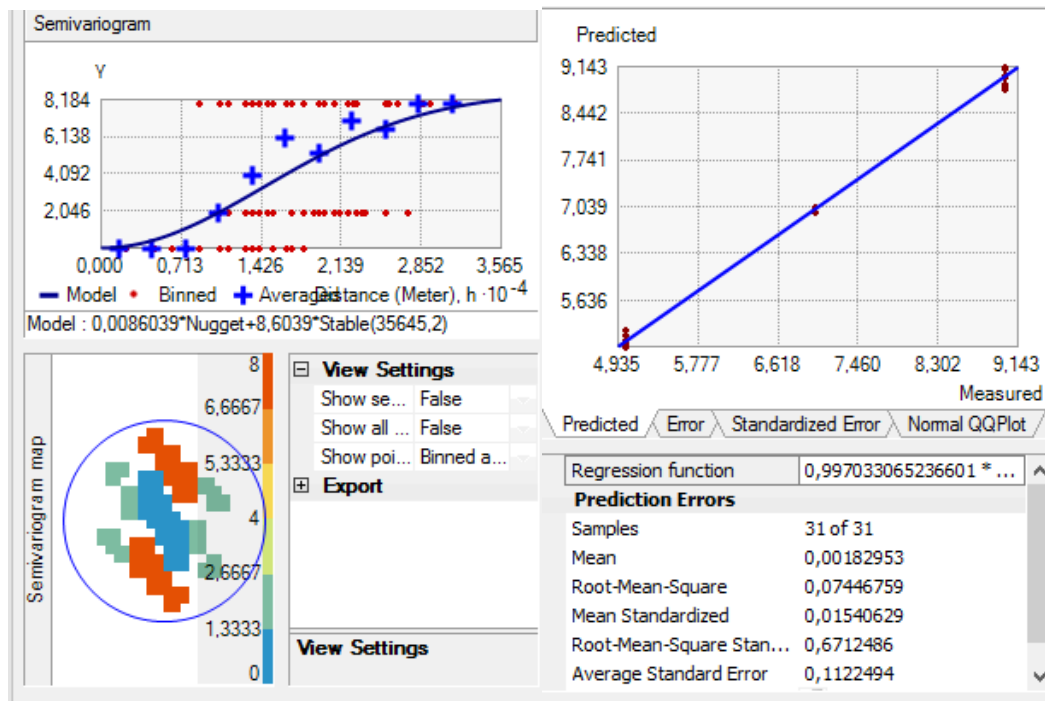 Semivariogram
Y
8,184
6,138
4,092
2,046
0,000 0,713 1,426 2,139 2,852 3,565
Model Binned Averaged Distance (Meter), h ·10⁻⁴
Model : 0,0086039*Nugget+8,6039*Stable(35645,2)
Semivariogram map
8
6,6667
5,3333
4
2,6667
1,3333
0
View Settings
Show se... False
Show all ... False
Show poi... Binned a...
Export
View Settings
Predicted
9,143
8,442
7,741
7,039
6,338
5,636
4,935 5,777 6,618 7,460 8,302 9,143
Measured
Predicted Error Standardized Error Normal QQPlot
Regression function 0,997033065236601 * ...
Prediction Errors
Samples 31 of 31
Mean 0,00182953
Root-Mean-Square 0,07446759
Mean Standardized 0,01540629
Root-Mean-Square Stan... 0,6712486
Average Standard Error 0,1122494